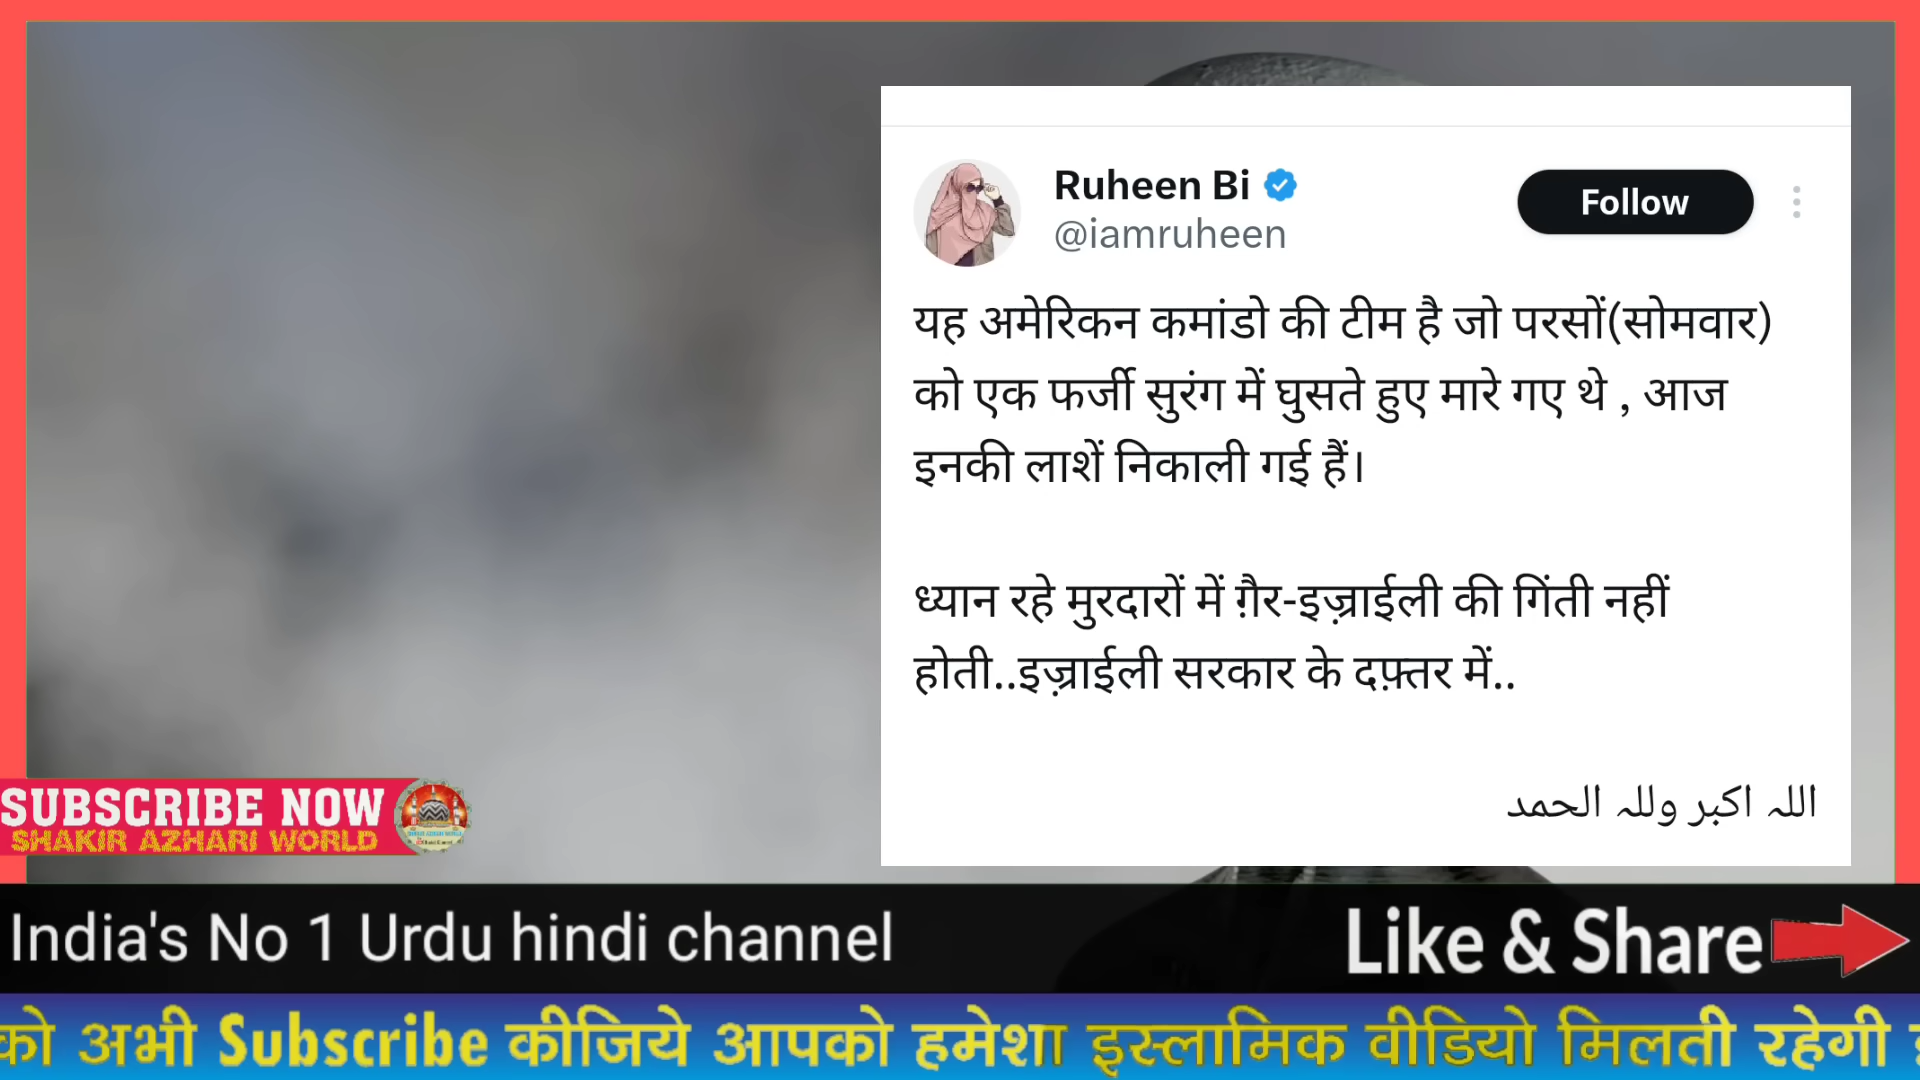 Ruheen Bi
@iamruheen
Follow
यह अमेरिकन कमांडो की टीम है जो परसों(सोमवार)
को एक फर्जी सुरंग में घुसते हुए मारे गए थे , आज
इनकी लाशें निकाली गई हैं।
ध्यान रहे मुरदारों में ग़ैर-इज़्राईली की गिंती नहीं
होती..इज़्राईली सरकार के दफ़्तर में..
اللہ اکبر وللہ الحمد
SUBSCRIBE NOW
SHAKIR AZHARI WORLD
India's No 1 Urdu hindi channel
Like & Share
को अभी Subscribe कीजिये आपको हमेशा इस्लामिक वीडियो मिलती रहेगी